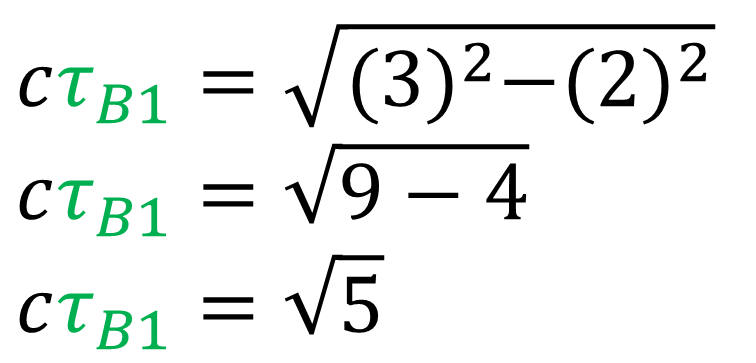 cτ_B1 = √((3)²−(2)²)
cτ_B1 = √(9 − 4)
cτ_B1 = √5